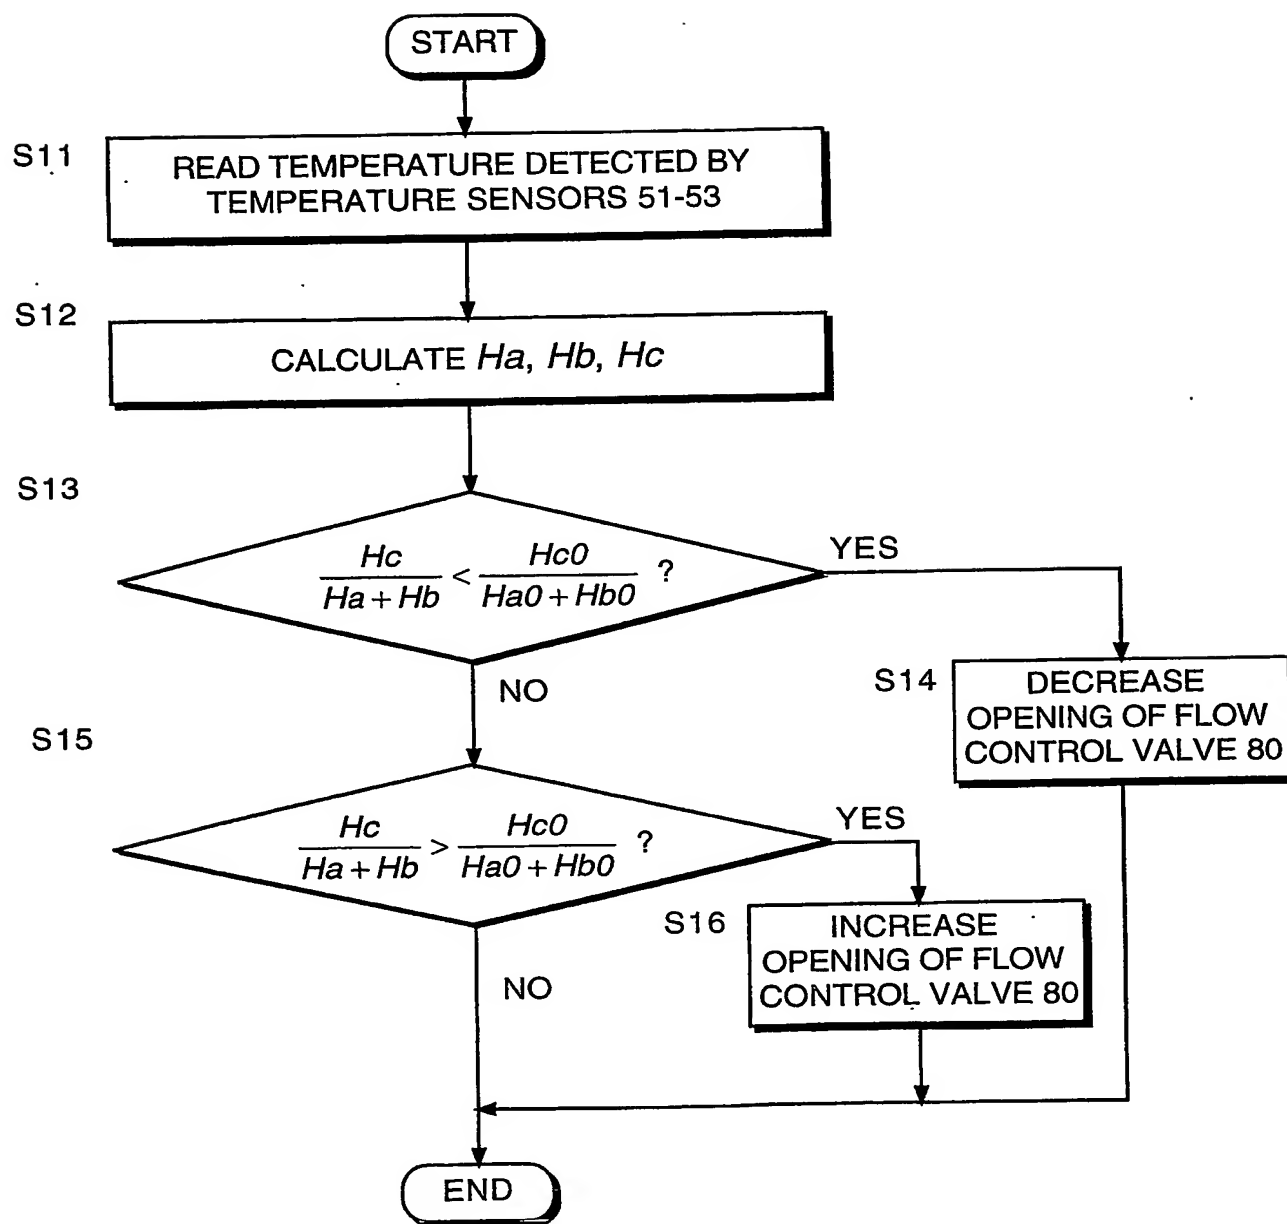 START
S11
READ TEMPERATURE DETECTED BY
TEMPERATURE SENSORS 51-53
S12
CALCULATE Ha, Hb, Hc
S13
Hc / Ha + Hb < Hc0 / Ha0 + Hb0 ?
YES
NO
S14
DECREASE
OPENING OF FLOW
CONTROL VALVE 80
S15
Hc / Ha + Hb > Hc0 / Ha0 + Hb0 ?
YES
S16
INCREASE
OPENING OF FLOW
CONTROL VALVE 80
NO
END